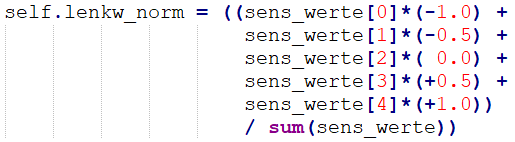 self.lenkw_norm = ((sens_werte[0]*(-1.0) +
sens_werte[1]*(-0.5) +
sens_werte[2]*( 0.0) +
sens_werte[3]*(+0.5) +
sens_werte[4]*(+1.0))
/ sum(sens_werte))